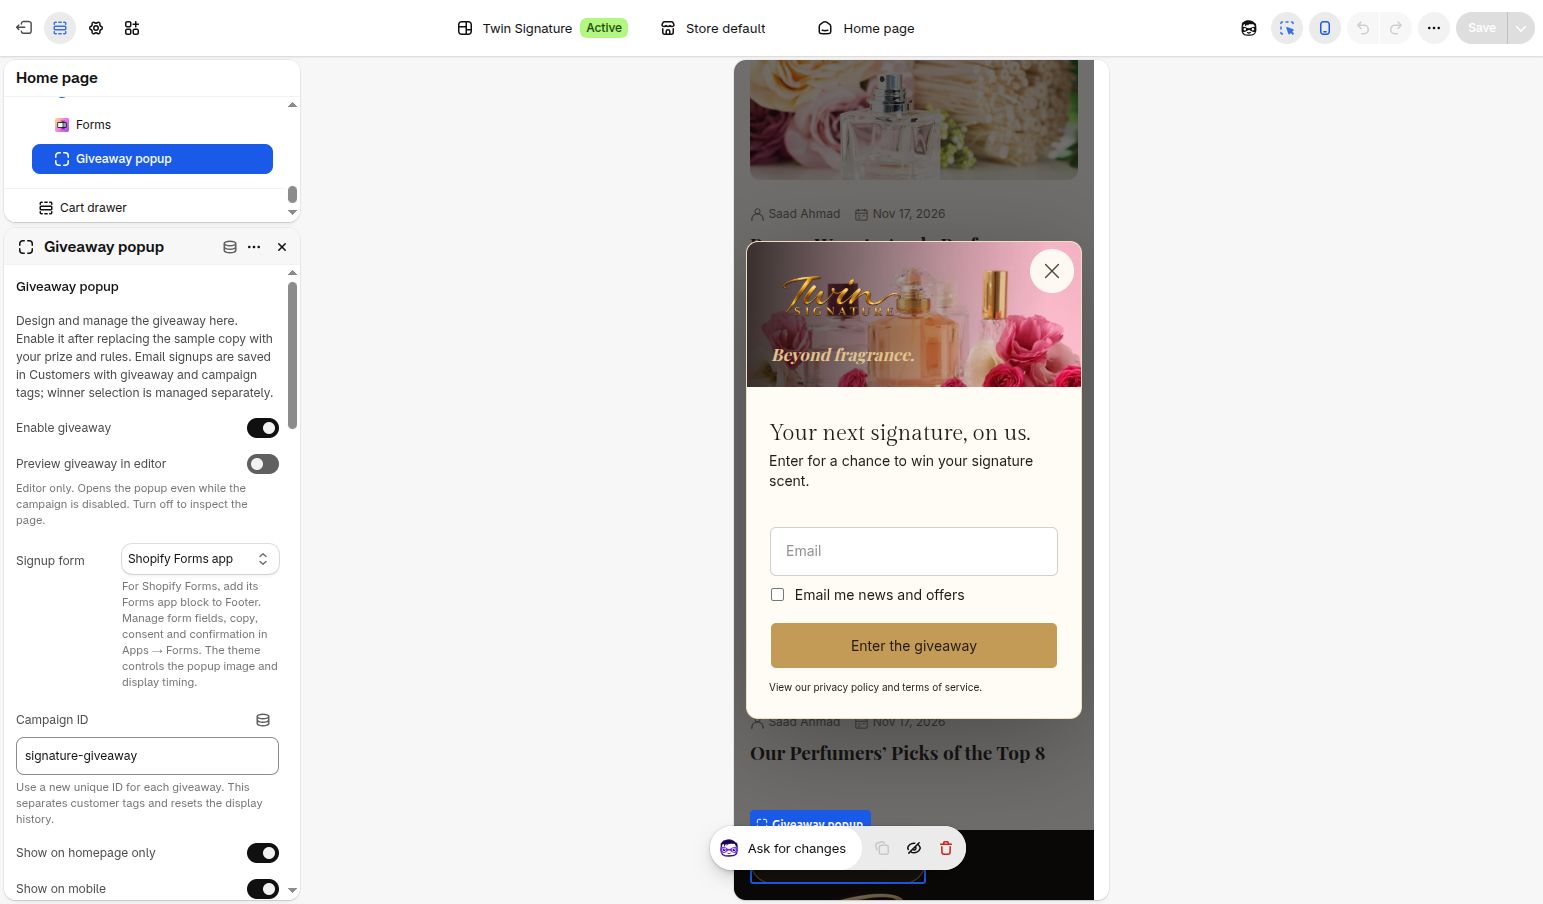 Twin Signature
Active
Store default
Home page
Save
Home page
Forms
Giveaway popup
Cart drawer
Giveaway popup
Giveaway popup
Design and manage the giveaway here.
Enable it after replacing the sample copy with
your prize and rules. Email signups are saved
in Customers with giveaway and campaign
tags; winner selection is managed separately.
Enable giveaway
Preview giveaway in editor
Editor only. Opens the popup even while the
campaign is disabled. Turn off to inspect the
page.
Signup form
Shopify Forms app
For Shopify Forms, add its
Forms app block to Footer.
Manage form fields, copy,
consent and confirmation in
Apps → Forms. The theme
controls the popup image and
display timing.
Campaign ID
signature-giveaway
Use a new unique ID for each giveaway. This
separates customer tags and resets the display
history.
Show on homepage only
Show on mobile
Saad Ahmad
Nov 17, 2026
Twin
SIGNATURE
Beyond fragrance.
Your next signature, on us.
Enter for a chance to win your signature
scent.
Email
Email me news and offers
Enter the giveaway
View our privacy policy and terms of service.
Saad Ahmad
Nov 17, 2026
Our Perfumers' Picks of the Top 8
Giveaway popup
Ask for changes